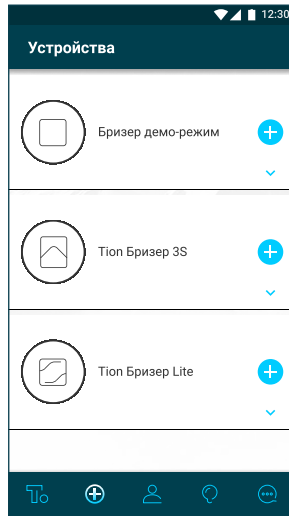 12:30
Устройства
Бризер демо-режим
Tion Бризер 3S
Tion Бризер Lite